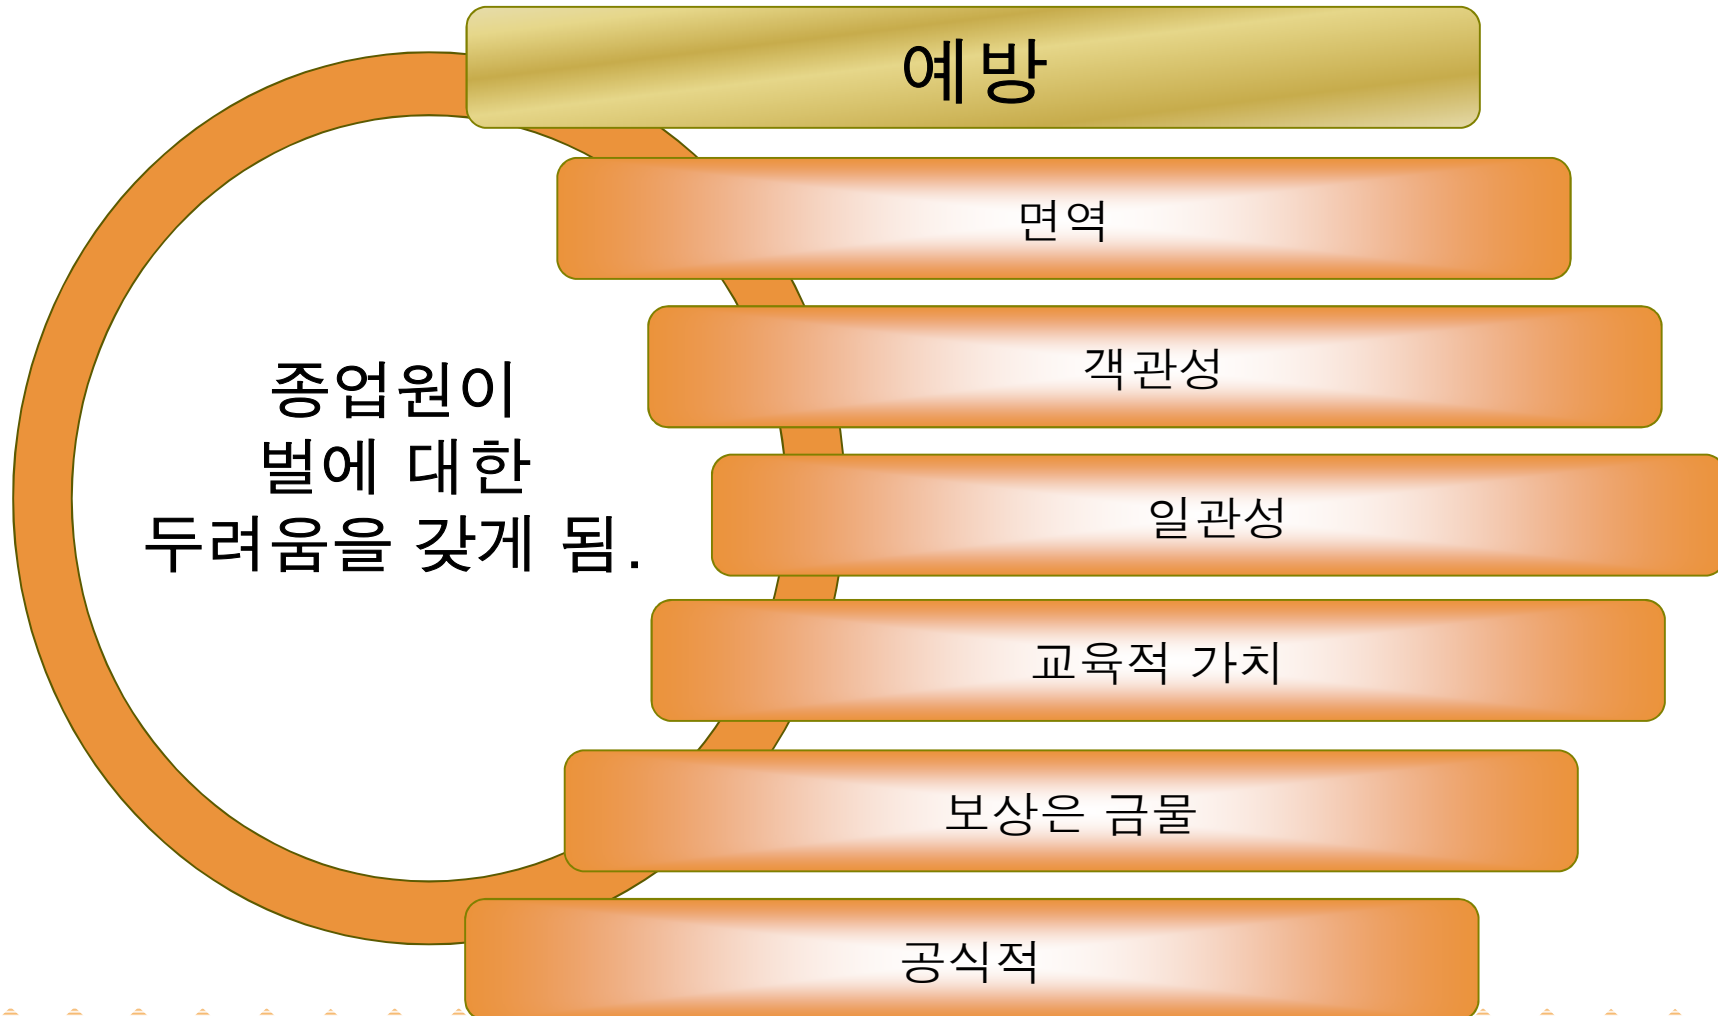 예방
면역
객관성
종업원이
벌에 대한
두려움을 갖게 됨.
일관성
교육적 가치
보상은 금물
공식적